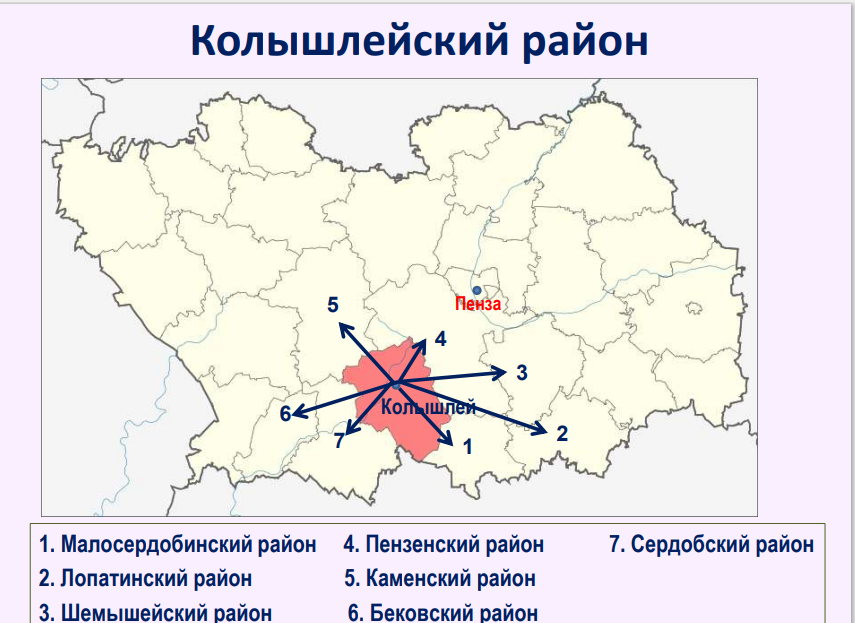 Колышлейский район
Пенза
5
4
3
Колышлей
6
2
7
1
1. Малосердобинский район 4. Пензенский район 7. Сердобский район
2. Лопатинский район 5. Каменский район
3. Шемышейский район 6. Бековский район